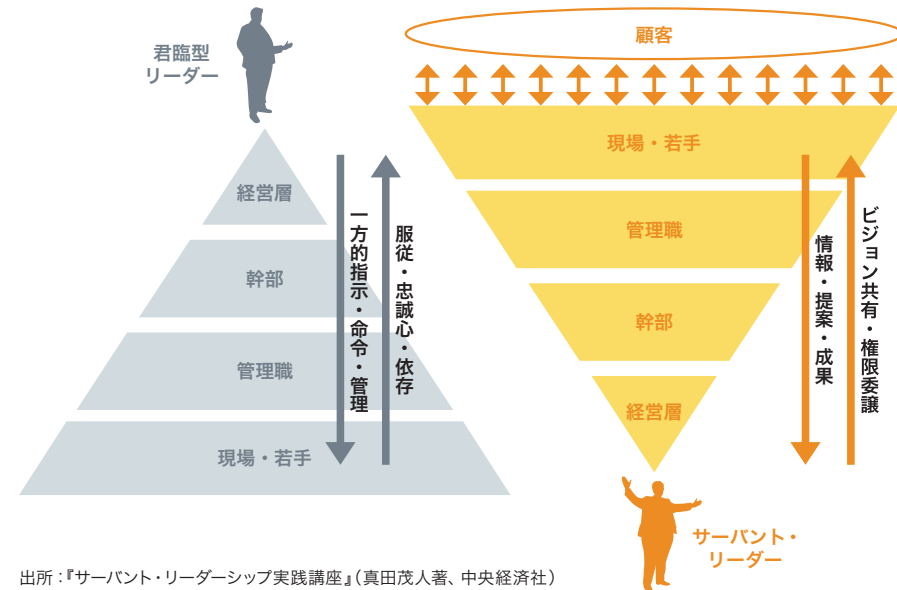 君臨型
リーダー
経営層
幹部
管理職
現場・若手
一方的指示・命令・管理
服従・忠誠心・依存
顧客
現場・若手
管理職
幹部
経営層
情報・提案・成果
ビジョン共有・権限委譲
サーバント・
リーダー
出所：『サーバント・リーダーシップ実践講座』（真田茂人著、中央経済社）